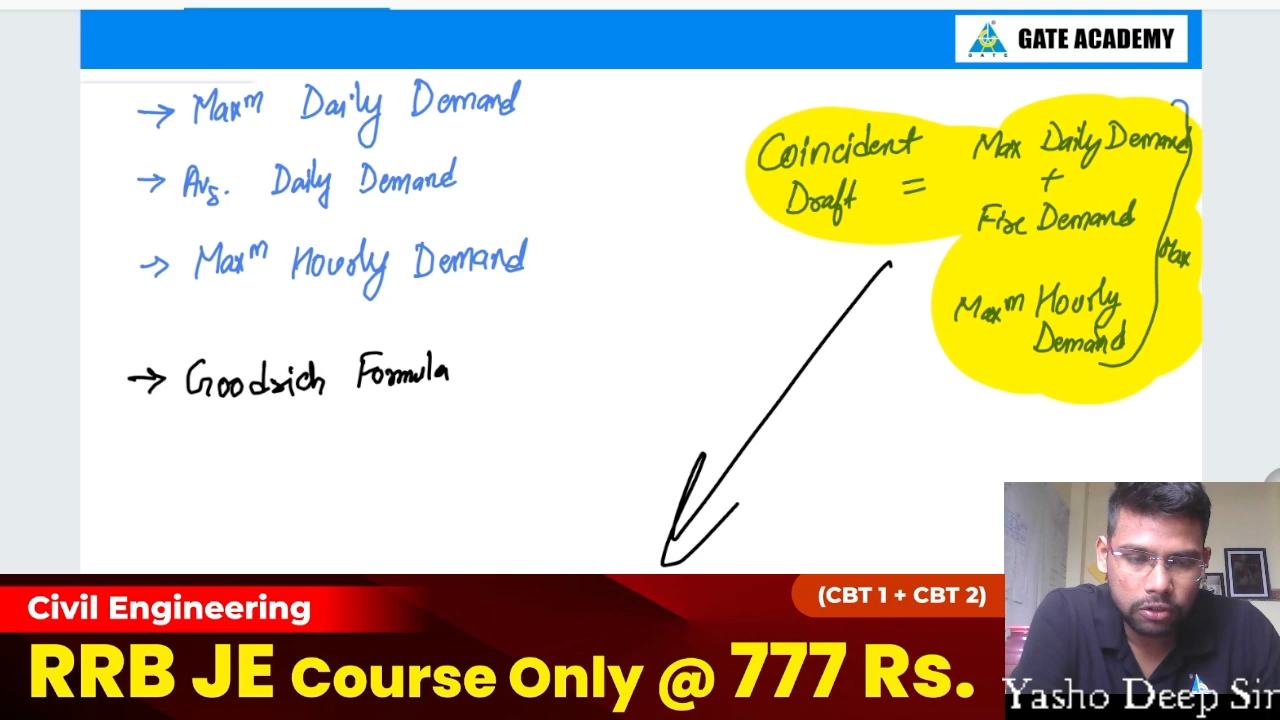 GATE ACADEMY
GATE
→ Maxᵐ Daily Demand
→ Avg. Daily Demand
→ Maxᵐ Hourly Demand
→ Goodrich Formula
Coincident Draft = Max Daily Demand
+
Fire Demand
Maxᵐ Hourly
Demand
Max
Civil Engineering
(CBT 1 + CBT 2)
RRB JE Course Only @ 777 Rs.
Yasho Deep Sir